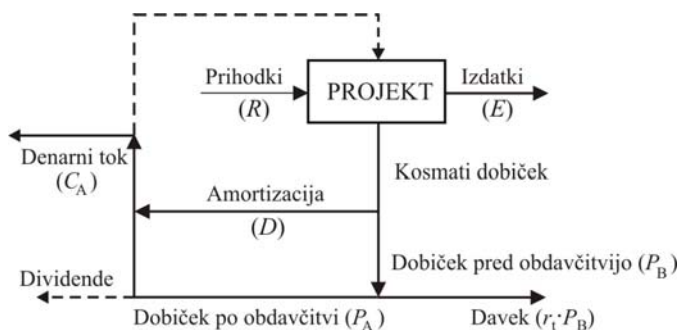 Prihodki
(R)
PROJEKT
Izdatki
(E)
Denarni tok
(C_A)
Kosmati dobiček
Amortizacija
(D)
Dobiček pred obdavčitvijo (P_B)
Dividende
Dobiček po obdavčitvi (P_A)
Davek (r_t·P_B)